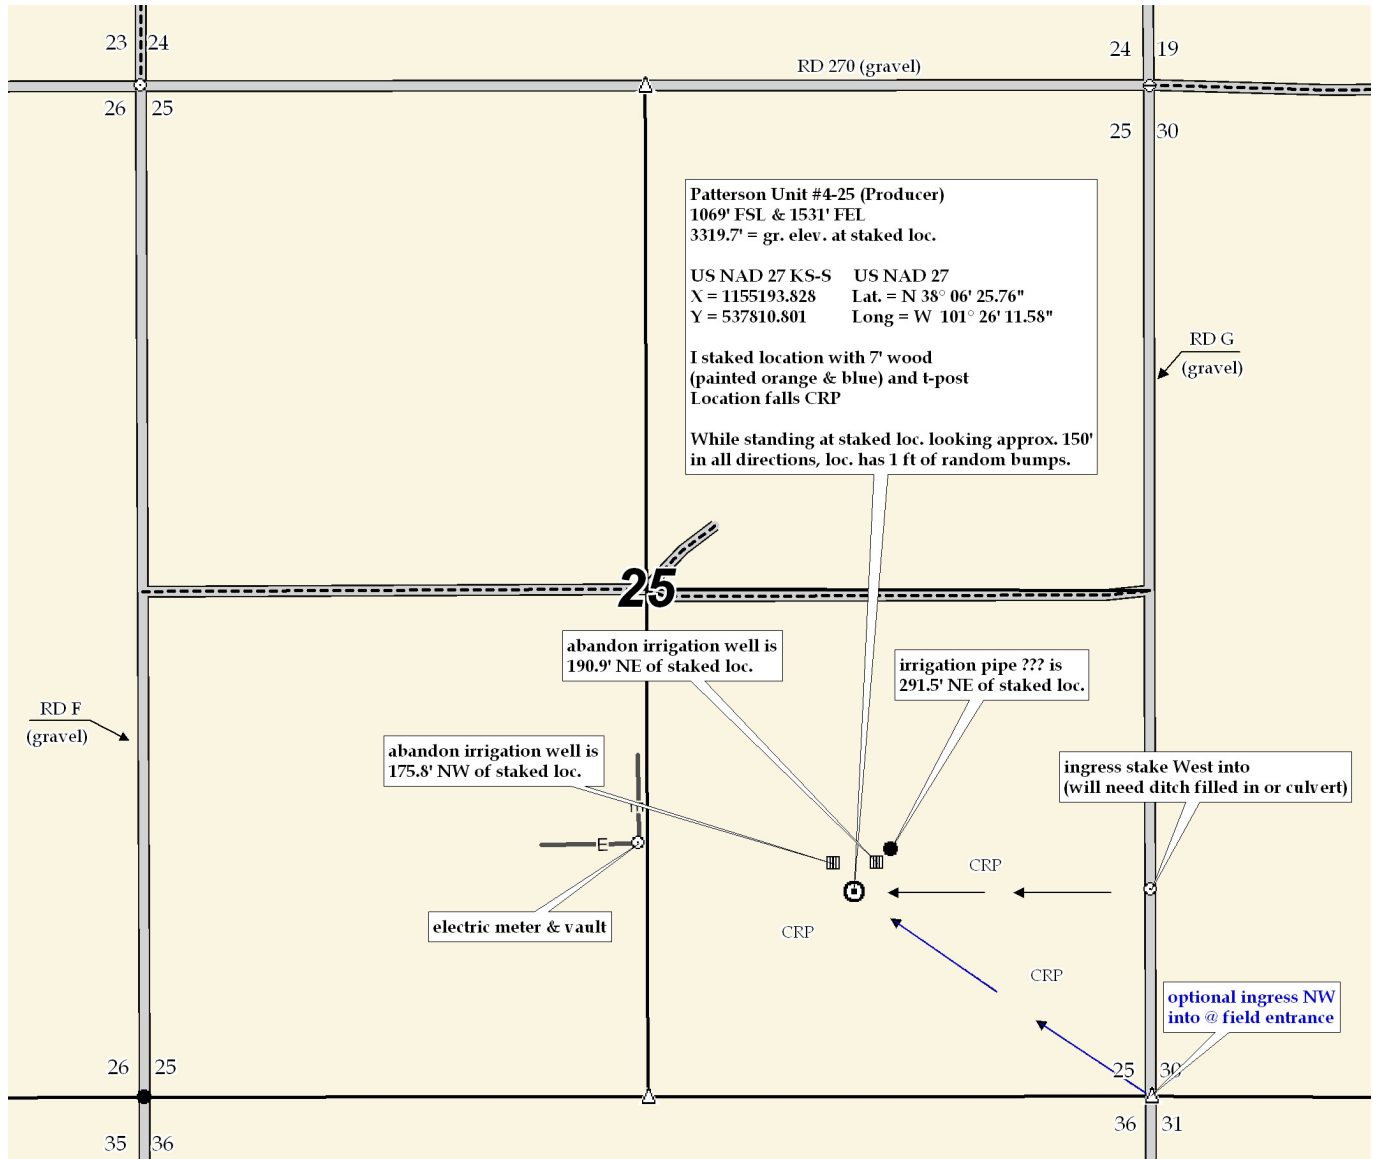 23 24
24 19
RD 270 (gravel)
26 25
25 30
Patterson Unit #4-25 (Producer)
1069' FSL & 1531' FEL
3319.7' = gr. elev. at staked loc.
US NAD 27 KS-S US NAD 27
X = 1155193.828 Lat. = N 38° 06' 25.76"
Y = 537810.801 Long = W 101° 26' 11.58"
I staked location with 7' wood
(painted orange & blue) and t-post
Location falls CRP
While standing at staked loc. looking approx. 150'
in all directions, loc. has 1 ft of random bumps.
RD G
(gravel)
25
abandon irrigation well is
190.9' NE of staked loc.
irrigation pipe ??? is
291.5' NE of staked loc.
RD F
(gravel)
abandon irrigation well is
175.8' NW of staked loc.
ingress stake West into
(will need ditch filled in or culvert)
E
E
CRP
electric meter & vault
CRP
CRP
optional ingress NW
into @ field entrance
26 25
25 30
35 36
36 31